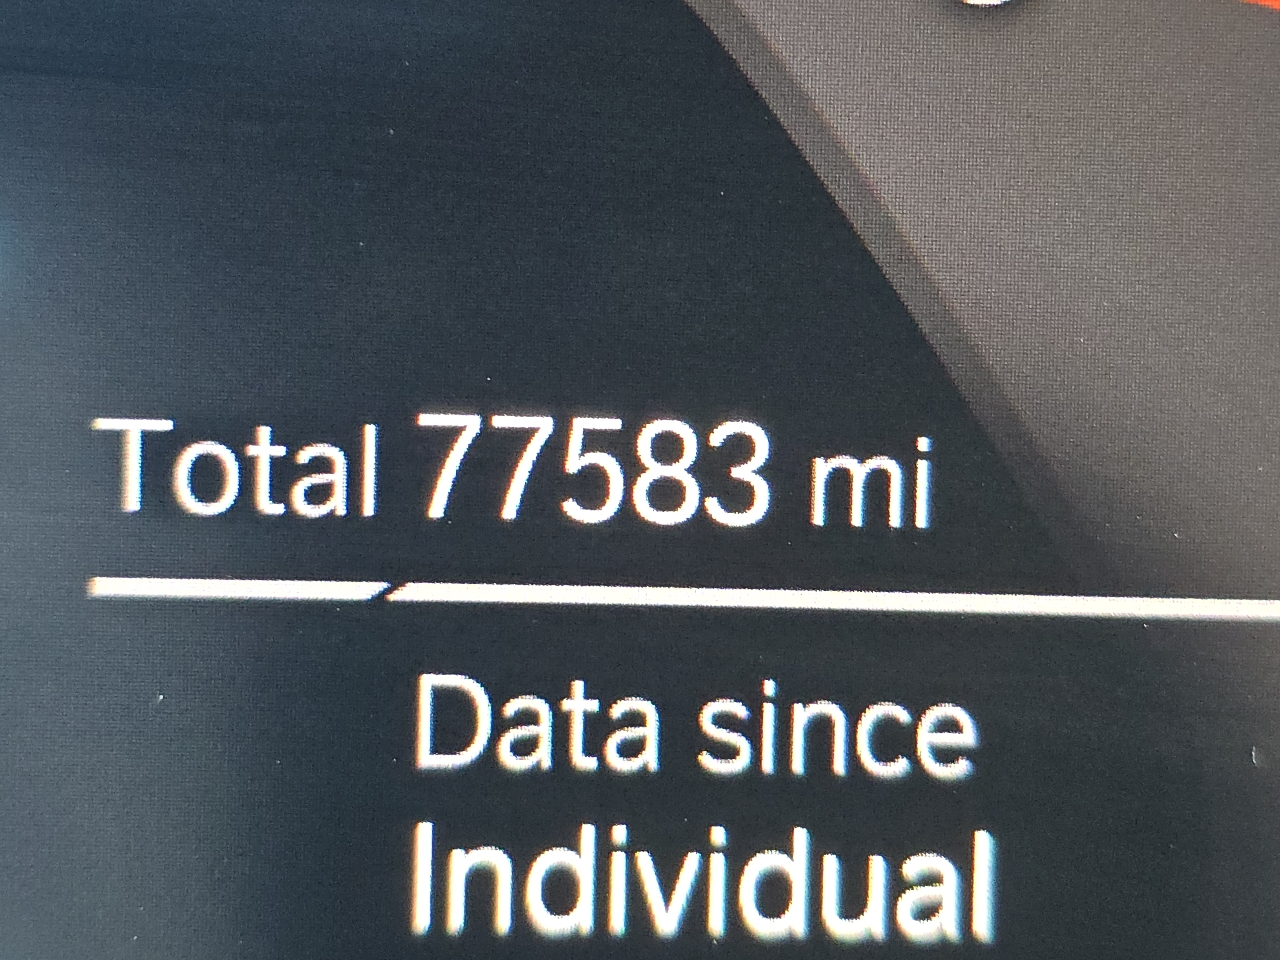 Total 77583 mi
Data since
Individual